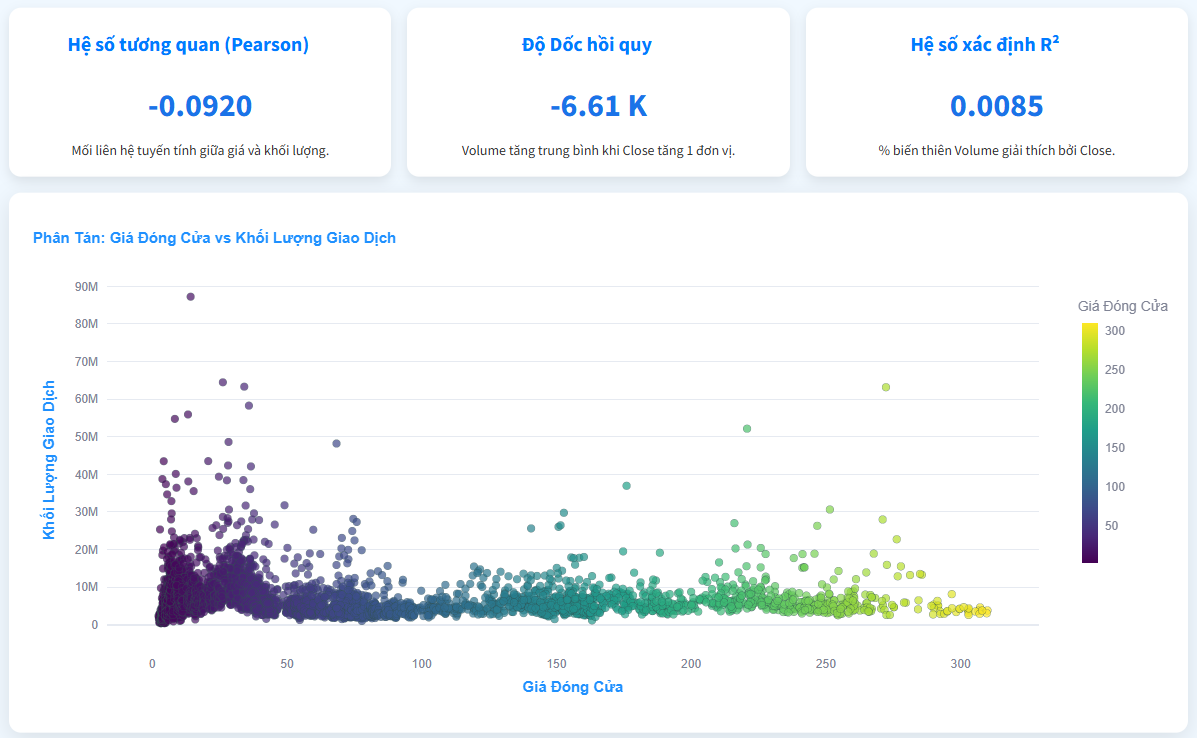 Hệ số tương quan (Pearson)
-0.0920
Mối liên hệ tuyến tính giữa giá và khối lượng.
Độ Dốc hồi quy
-6.61 K
Volume tăng trung bình khi Close tăng 1 đơn vị.
Hệ số xác định R²
0.0085
% biến thiên Volume giải thích bởi Close.
Phân Tán: Giá Đóng Cửa vs Khối Lượng Giao Dịch
Khối Lượng Giao Dịch
90M
80M
70M
60M
50M
40M
30M
20M
10M
0
0 50 100 150 200 250 300
Giá Đóng Cửa
Giá Đóng Cửa
300
250
200
150
100
50